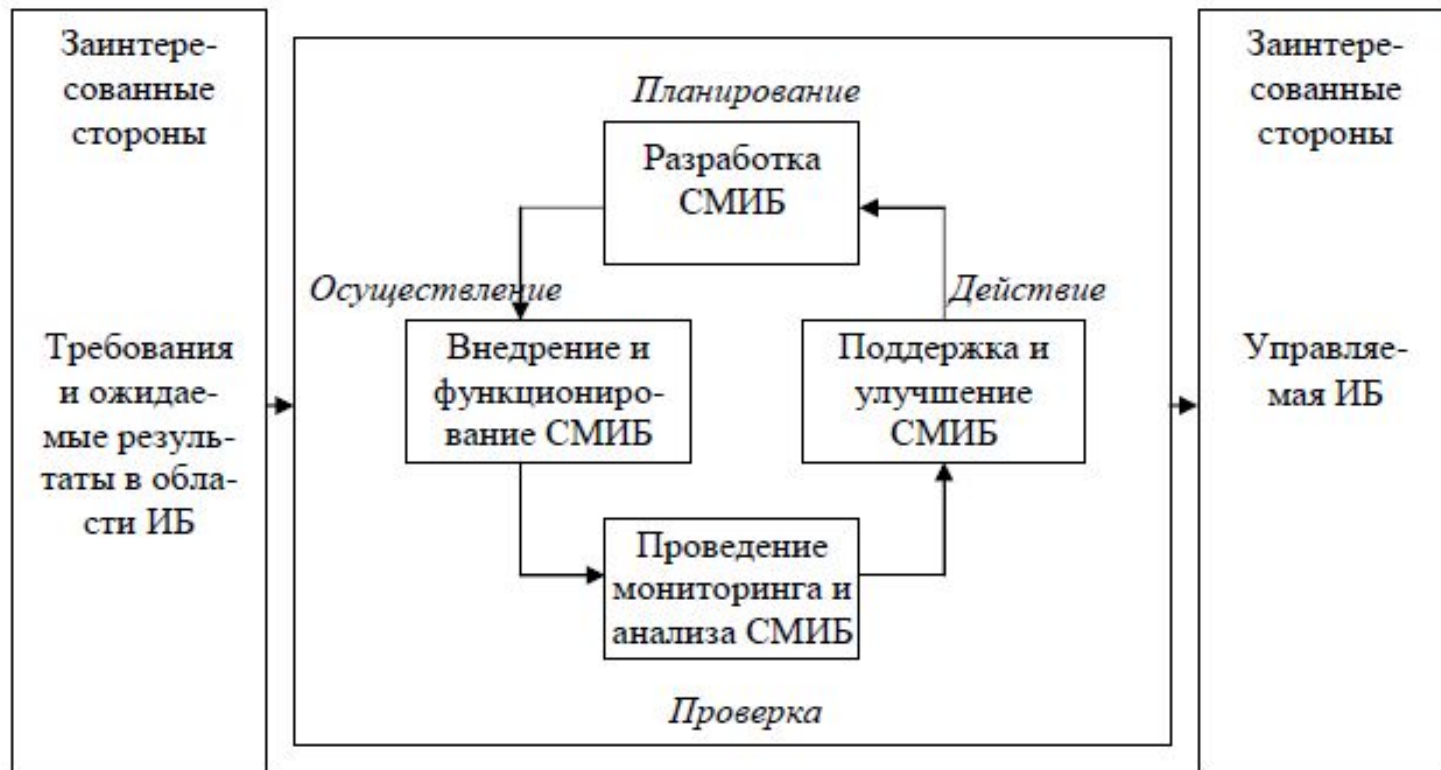 Заинтере-
сованные
стороны
Требования
и ожидае-
мые резуль-
таты в обла-
сти ИБ
Планирование
Разработка
СМИБ
Осуществление
Действие
Внедрение и
функциониро-
вание СМИБ
Поддержка и
улучшение
СМИБ
Проведение
мониторинга и
анализа СМИБ
Проверка
Заинтере-
сованные
стороны
Управляе-
мая ИБ